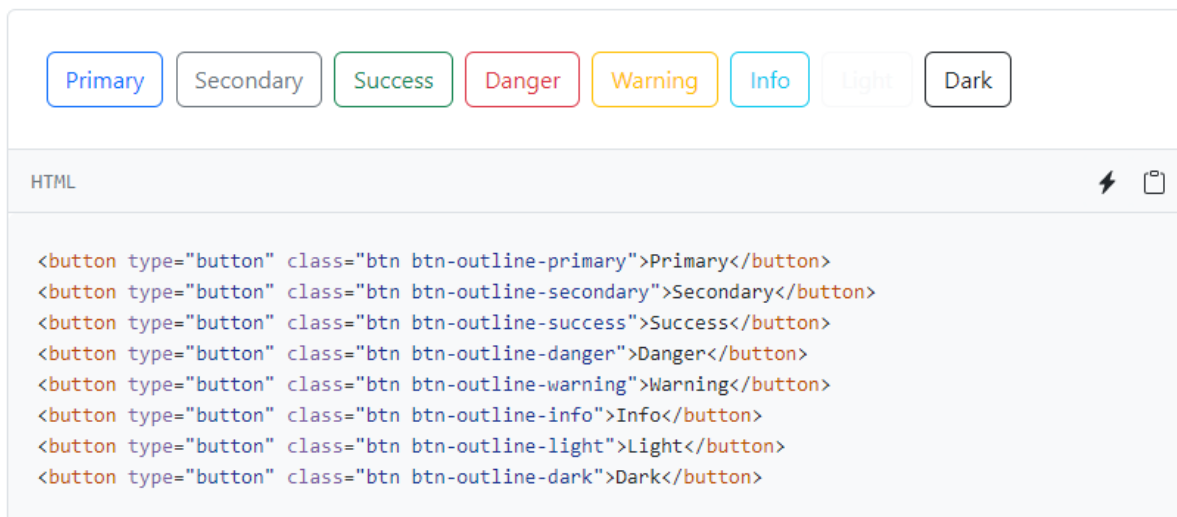 Primary Secondary Success Danger Warning Info Light Dark
HTML
<button type="button" class="btn btn-outline-primary">Primary</button>
<button type="button" class="btn btn-outline-secondary">Secondary</button>
<button type="button" class="btn btn-outline-success">Success</button>
<button type="button" class="btn btn-outline-danger">Danger</button>
<button type="button" class="btn btn-outline-warning">Warning</button>
<button type="button" class="btn btn-outline-info">Info</button>
<button type="button" class="btn btn-outline-light">Light</button>
<button type="button" class="btn btn-outline-dark">Dark</button>